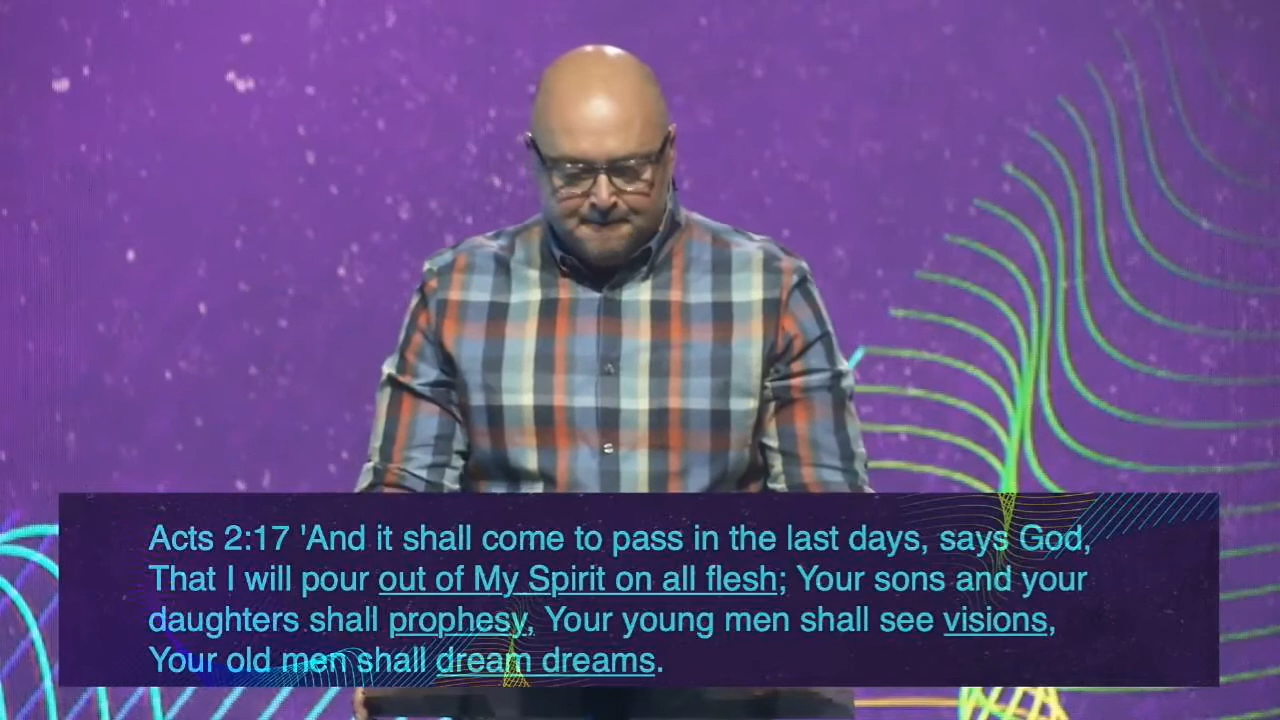 Acts 2:17 'And it shall come to pass in the last days, says God,
That I will pour out of My Spirit on all flesh; Your sons and your
daughters shall prophesy, Your young men shall see visions,
Your old men shall dream dreams.